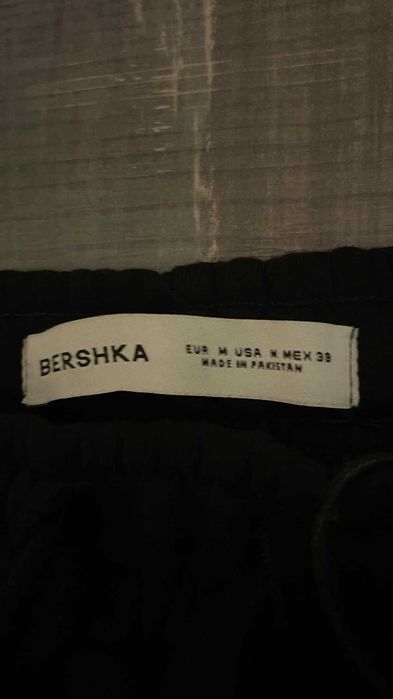 BERSHKA
EUR M USA M MEX 38
MADE IN PAKISTAN